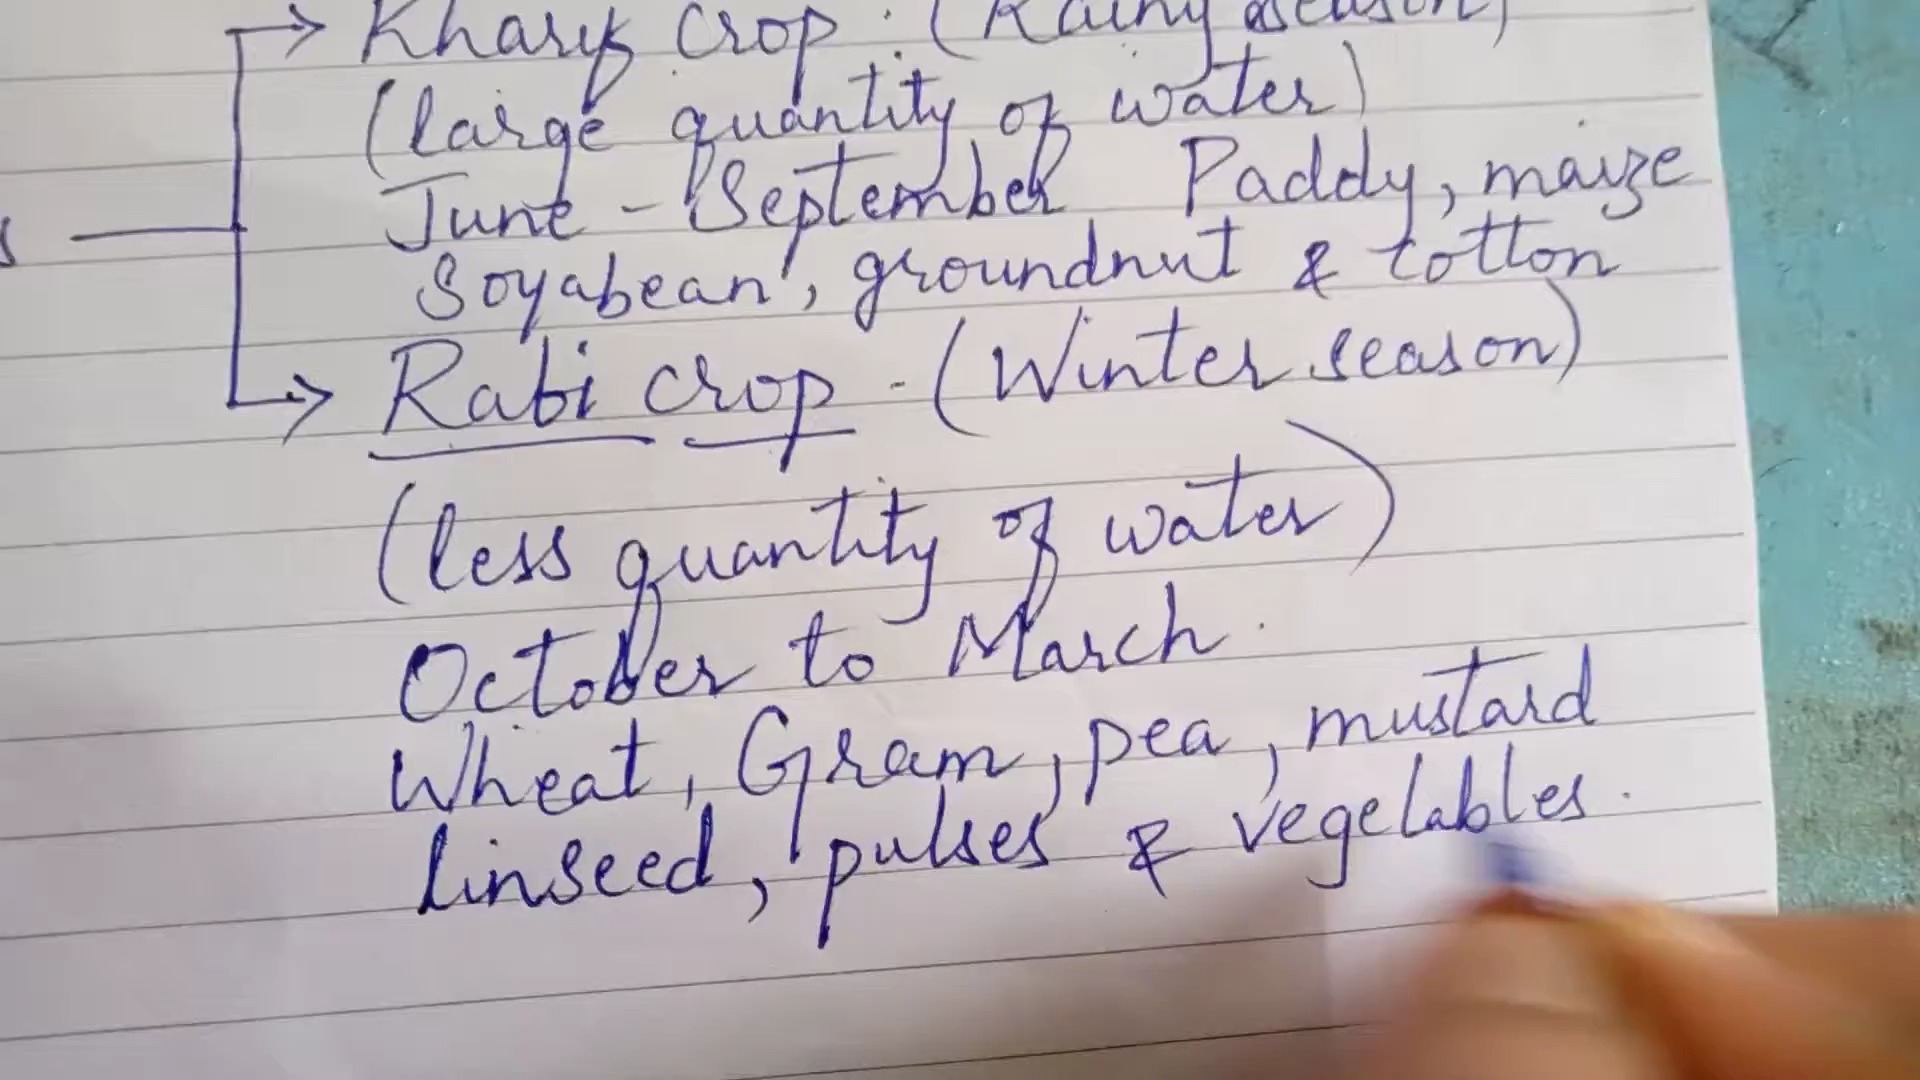 Kharif crop : (Rainy season)
(large quantity of water)
June - September Paddy, maize
Soyabean, groundnut & cotton
Rabi crop - (Winter season)
(less quantity of water)
October to March.
Wheat, Gram, pea, mustard
linseed, pulses & vegetables.